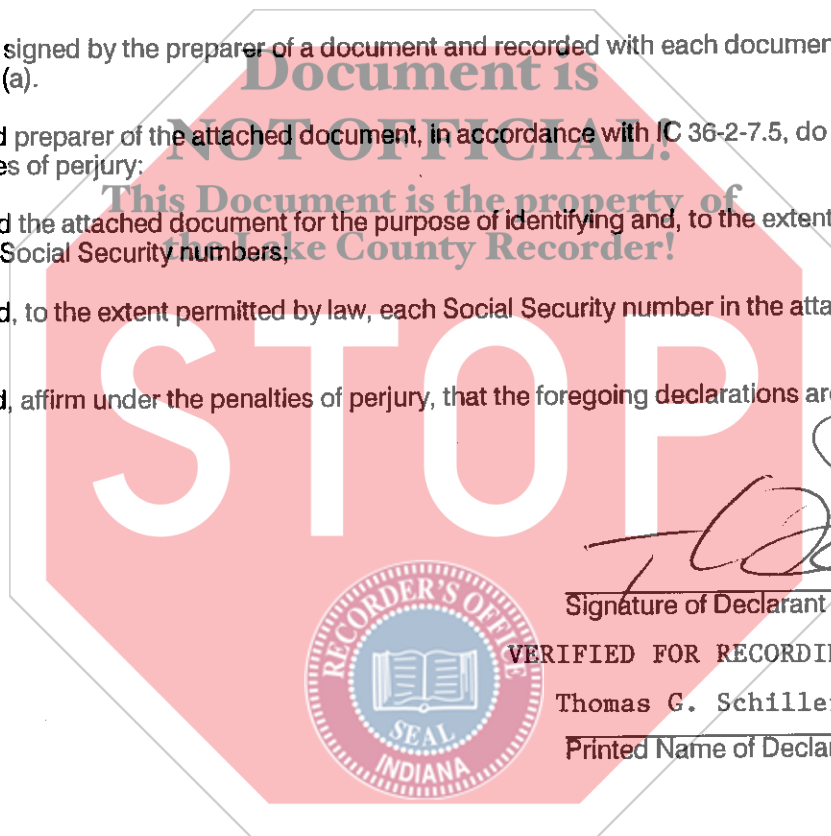 signed by the preparer of a document and recorded with each documen
(a).
Document is
d preparer of the attached document, in accordance with IC 36-2-7.5, do
NOT OFFICIAL!
es of perjury:
This Document is the property of
d the attached document for the purpose of identifying and, to the extent
the Lake County Recorder!
Social Security numbers;
d, to the extent permitted by law, each Social Security number in the atta
d, affirm under the penalties of perjury, that the foregoing declarations are
STOP
Signature of Declarant
VERIFIED FOR RECORDI
Thomas G. Schille
Printed Name of Decla
RECORDER'S OFFICE
SEAL
INDIANA